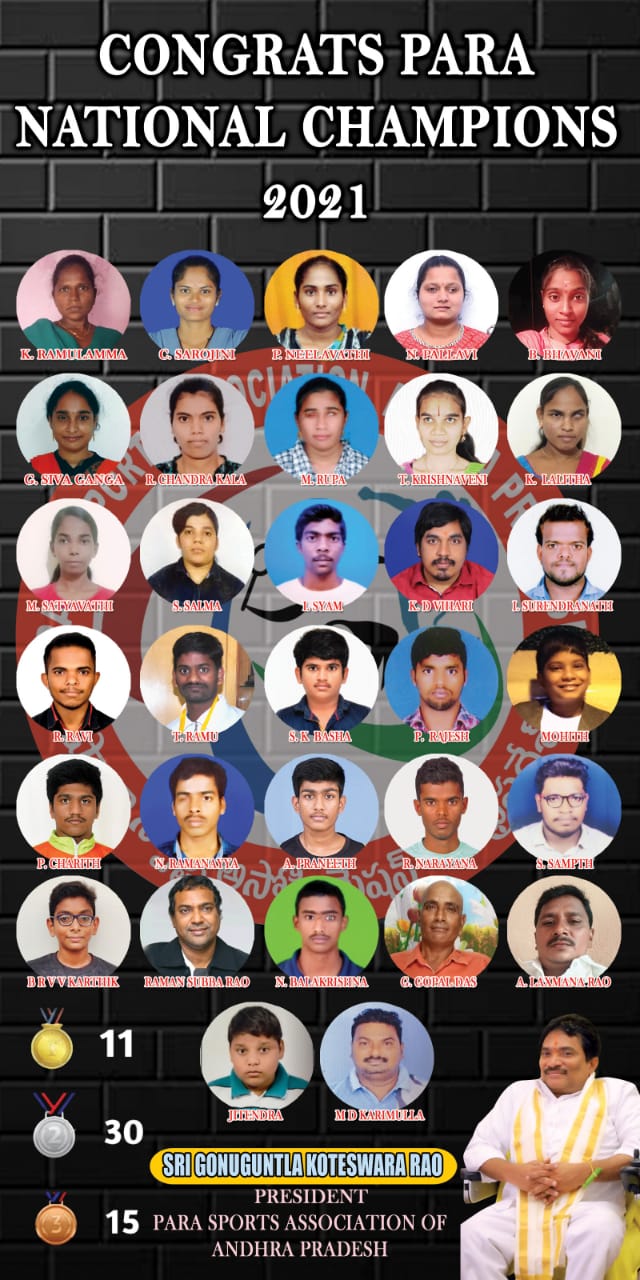 CONGRATS PARA
NATIONAL CHAMPIONS
2021
K. RAMULAMMA C. SAROJINI P. NEELAVATHI N. PALLAVI B. BHAVANI
G. SIVA GANGA R. CHANDRA KALA M. RUPA T. KRISHNAVENI K. LALITHA
M. SATYAVATHI S. SALMA I. SYAM K. D VIHARI I. SURENDRANATH
R. RAVI T. RAMU S. K BASHA P. RAJESH MOHITH
P. CHARITH N. RAMANAYYA A. PRANEETH R. NARAYANA S. SAMPTH
B R V V KARTHIK RAMAN SUBBA RAO N. BALAKRISHNA G. GOPAL DAS A. LAXMANA RAO
11
JITENDRA M D KARIMULLA
2 30
SRI GONUGUNTLA KOTESWARA RAO
PRESIDENT
3 15 PARA SPORTS ASSOCIATION OF
ANDHRA PRADESH